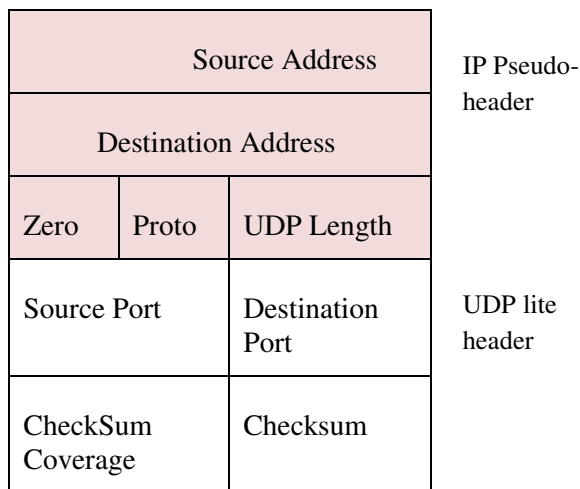 Source Address
IP Pseudo-
header
Destination Address
Zero
Proto
UDP Length
Source Port
Destination
Port
UDP lite
header
CheckSum
Coverage
Checksum